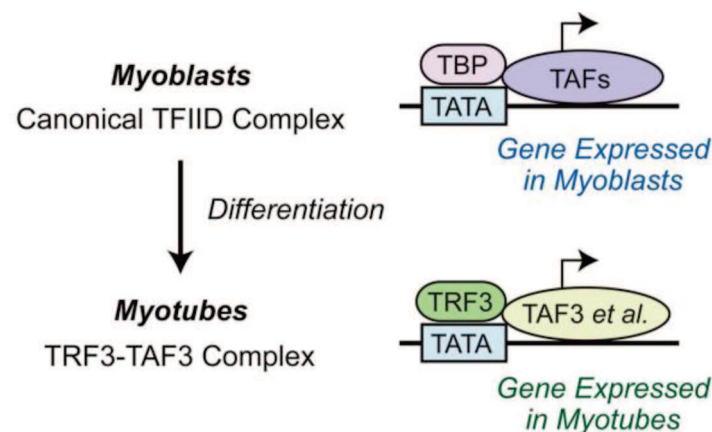 Myoblasts
Canonical TFIID Complex
TBP
TAFs
TATA
Gene Expressed
in Myoblasts
Differentiation
Myotubes
TRF3-TAF3 Complex
TRF3
TAF3 et al.
TATA
Gene Expressed
in Myotubes